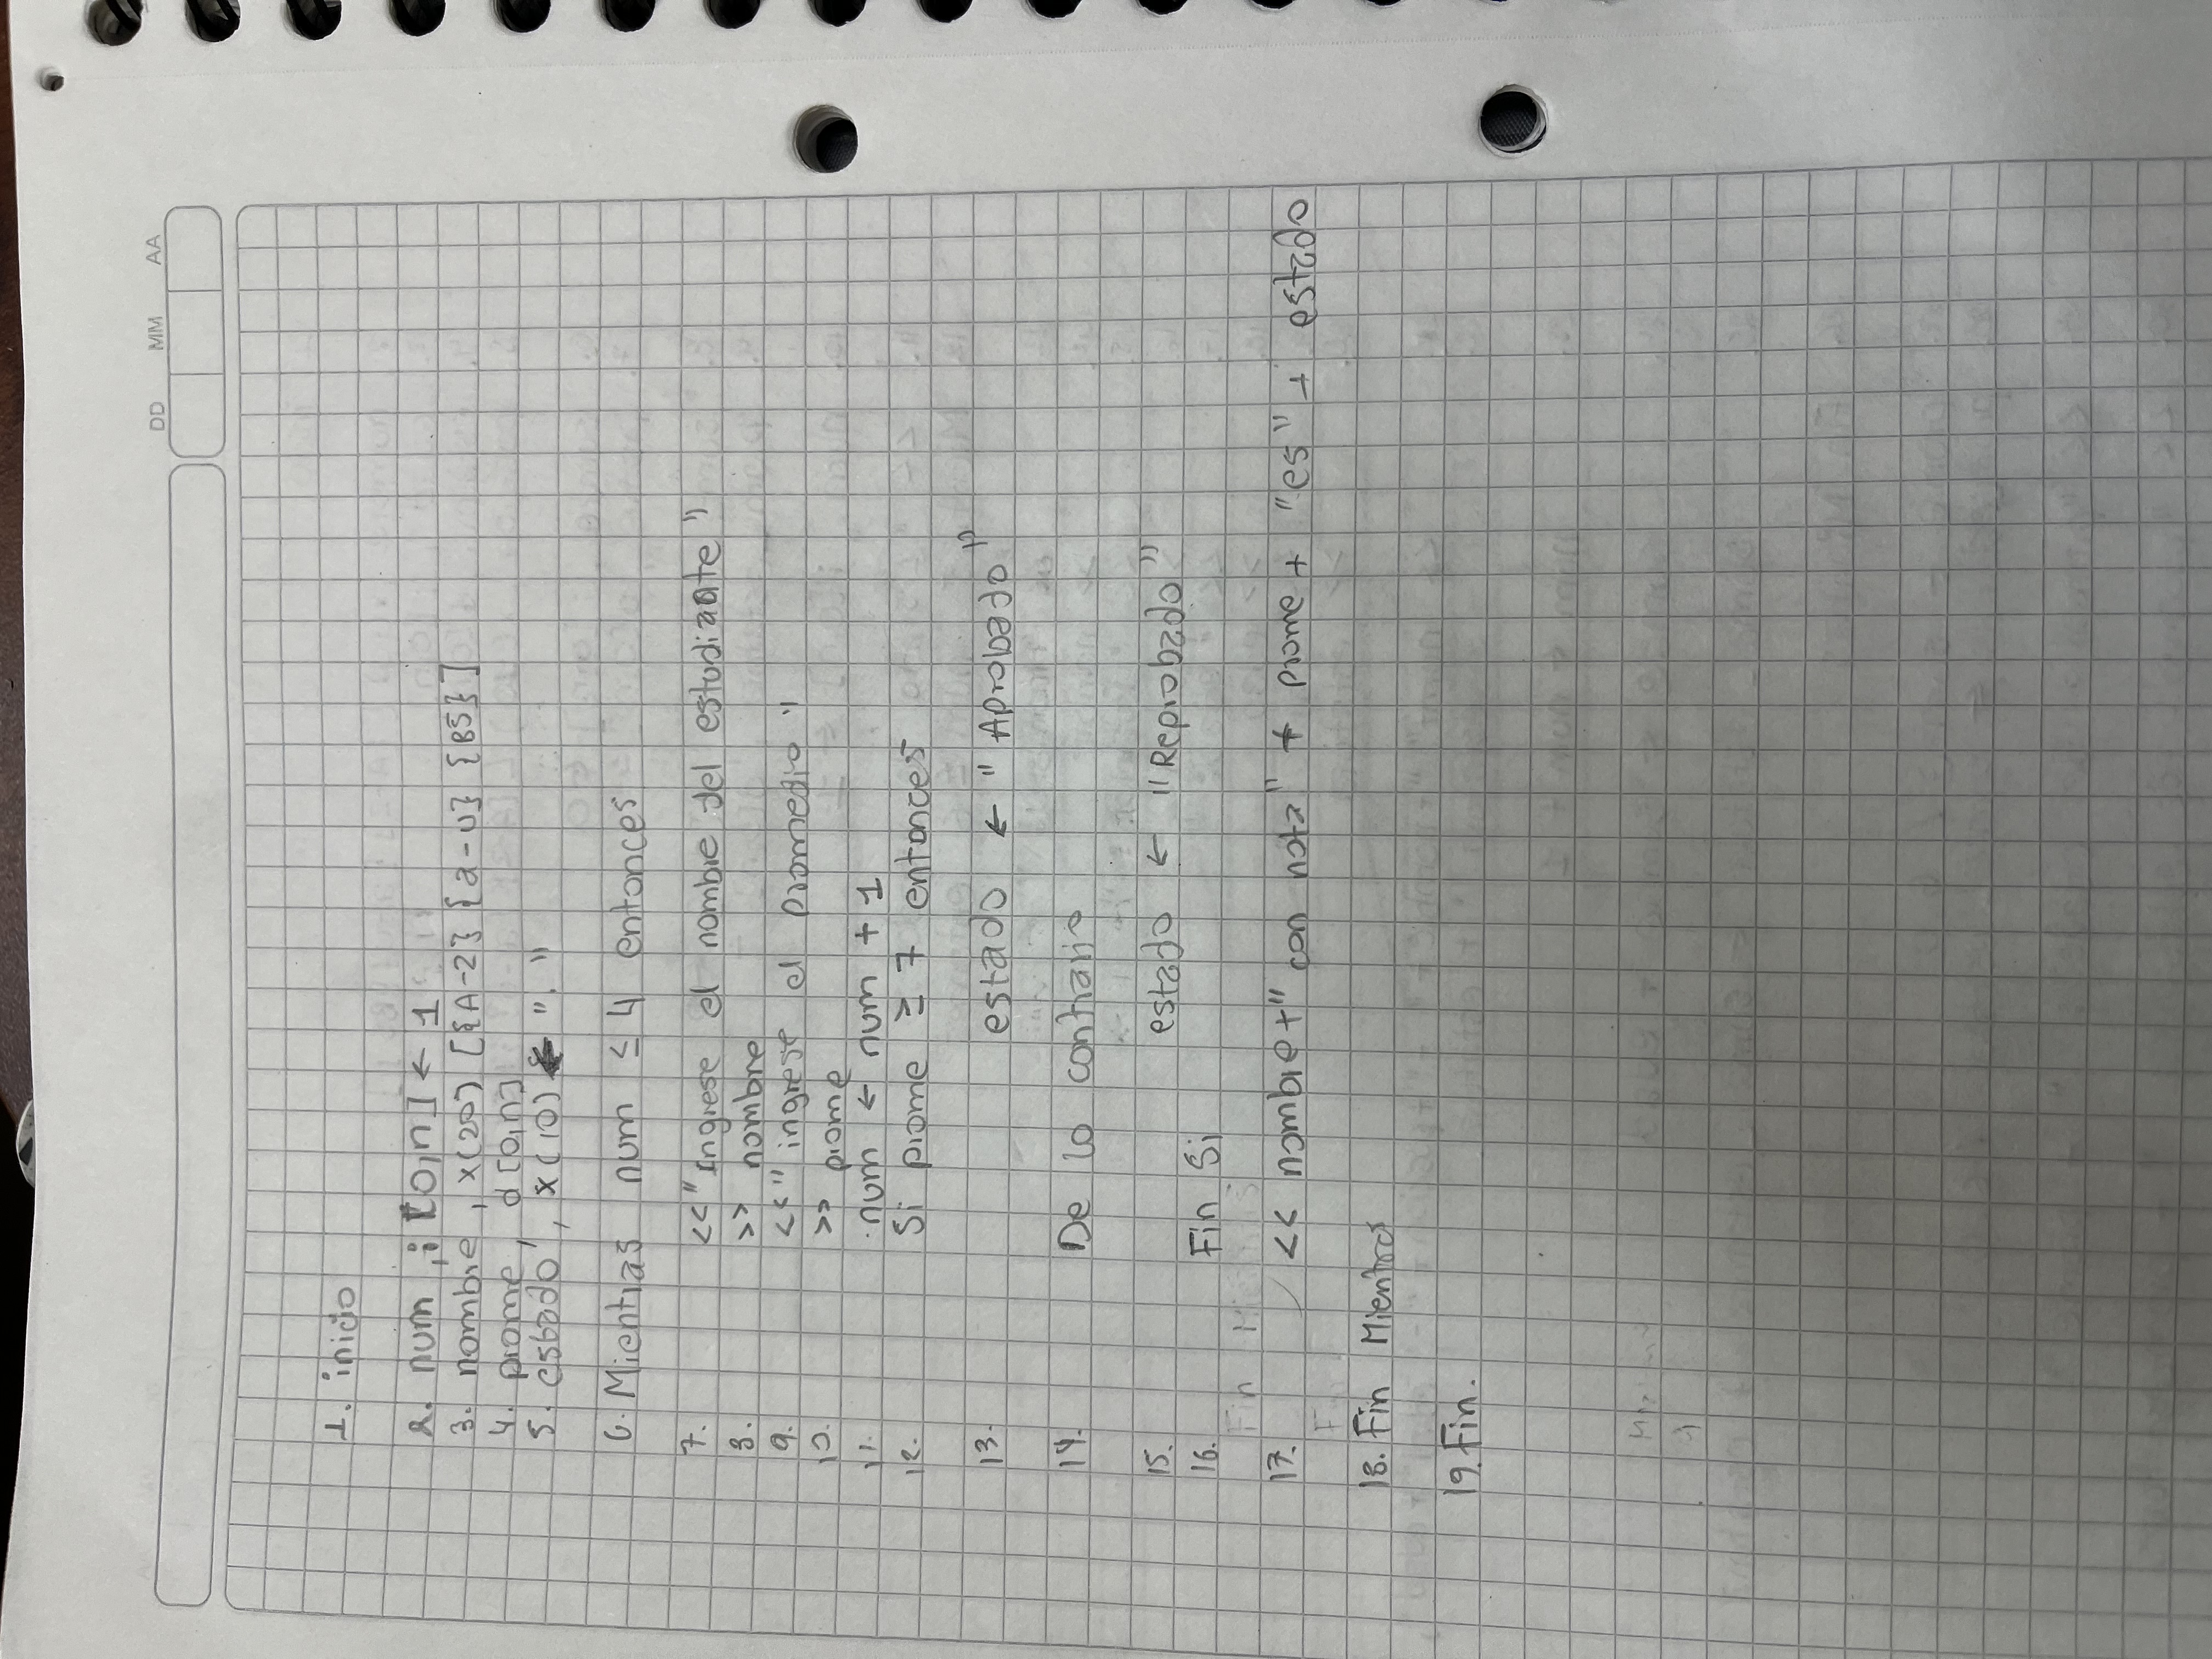 DD MM AA
1. inicio
2. num , i [0,n] ← 1
3. nombre , x(20) [{A-Z} {a-u} {BS}]
4. prome, d[0,n]
5. estado , x(10) ← " . "
6. Mientras num ≤ 4 entonces
7. <<"Ingrese el nombre del estudiante"
8. >> nombre
9. <<"ingrese el promedio"
10. >> prome
11. num ← num + 1
12. Si prome ≥ 7 entonces
13. estado ← "Aprobado"
14. De lo contrario
15. estado ← "Reprobado"
16. Fin Si
17. << nombre+" con nota" + prome + "es" + estado
18. Fin Mientras
19. Fin.